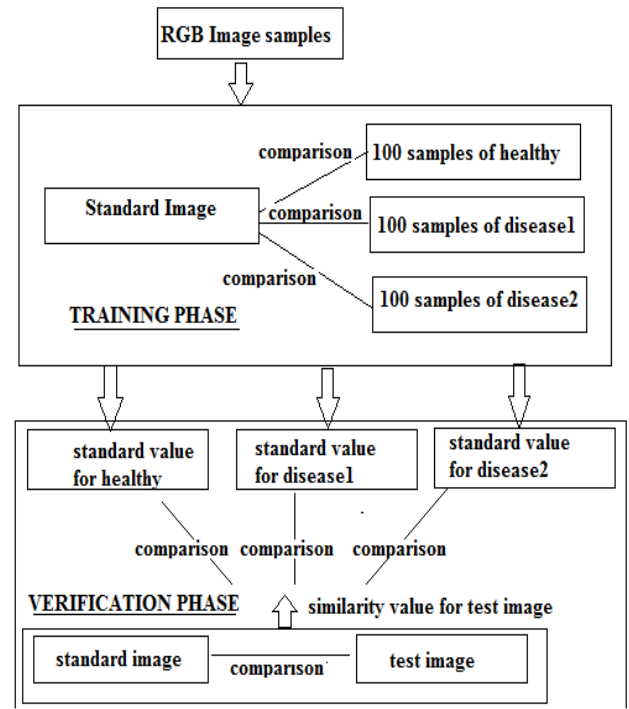 RGB Image samples
comparison
100 samples of healthy
Standard Image
comparison
100 samples of disease1
comparison
100 samples of disease2
TRAINING PHASE
standard value
for healthy
standard value
for disease1
standard value
for disease2
comparison
comparison
comparison
VERIFICATION PHASE
similarity value for test image
standard image
comparison
test image